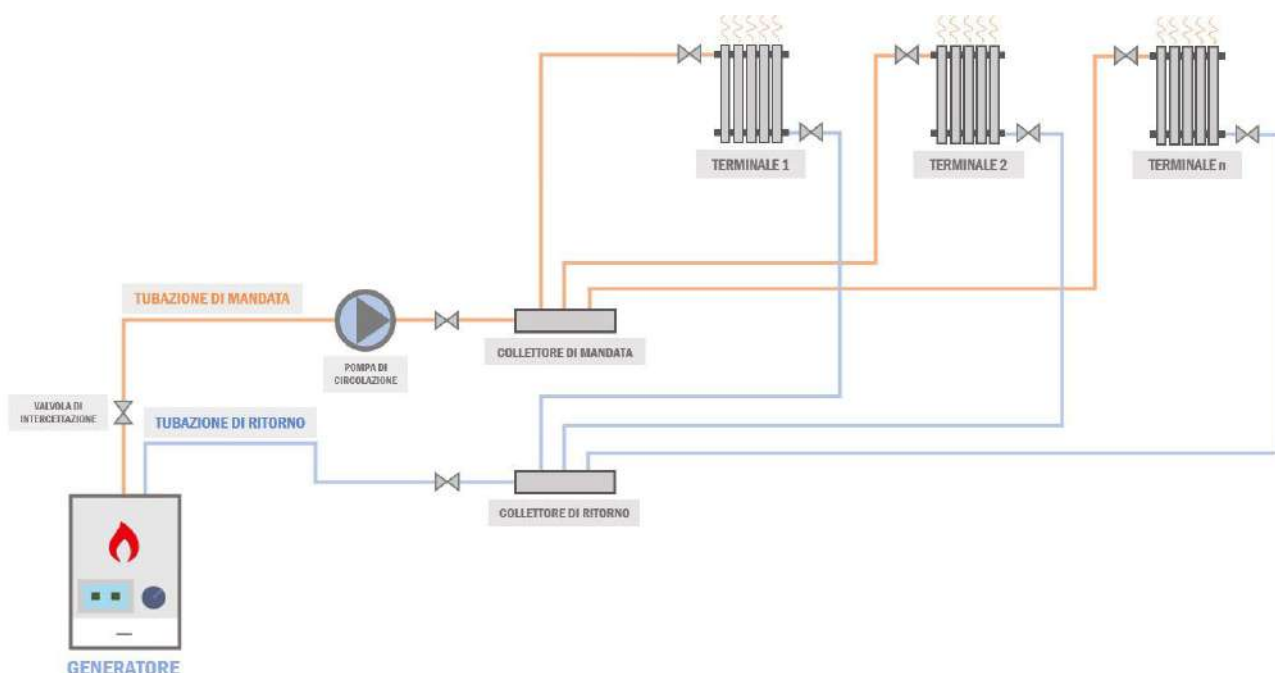 TERMINALE 1
TERMINALE 2
TERMINALE n
TUBAZIONE DI MANDATA
COLLETTORE DI MANDATA
POMPA DI
CIRCOLAZIONE
VALVOLA DI
INTERCETTAZIONE
TUBAZIONE DI RITORNO
COLLETTORE DI RITORNO
GENERATORE